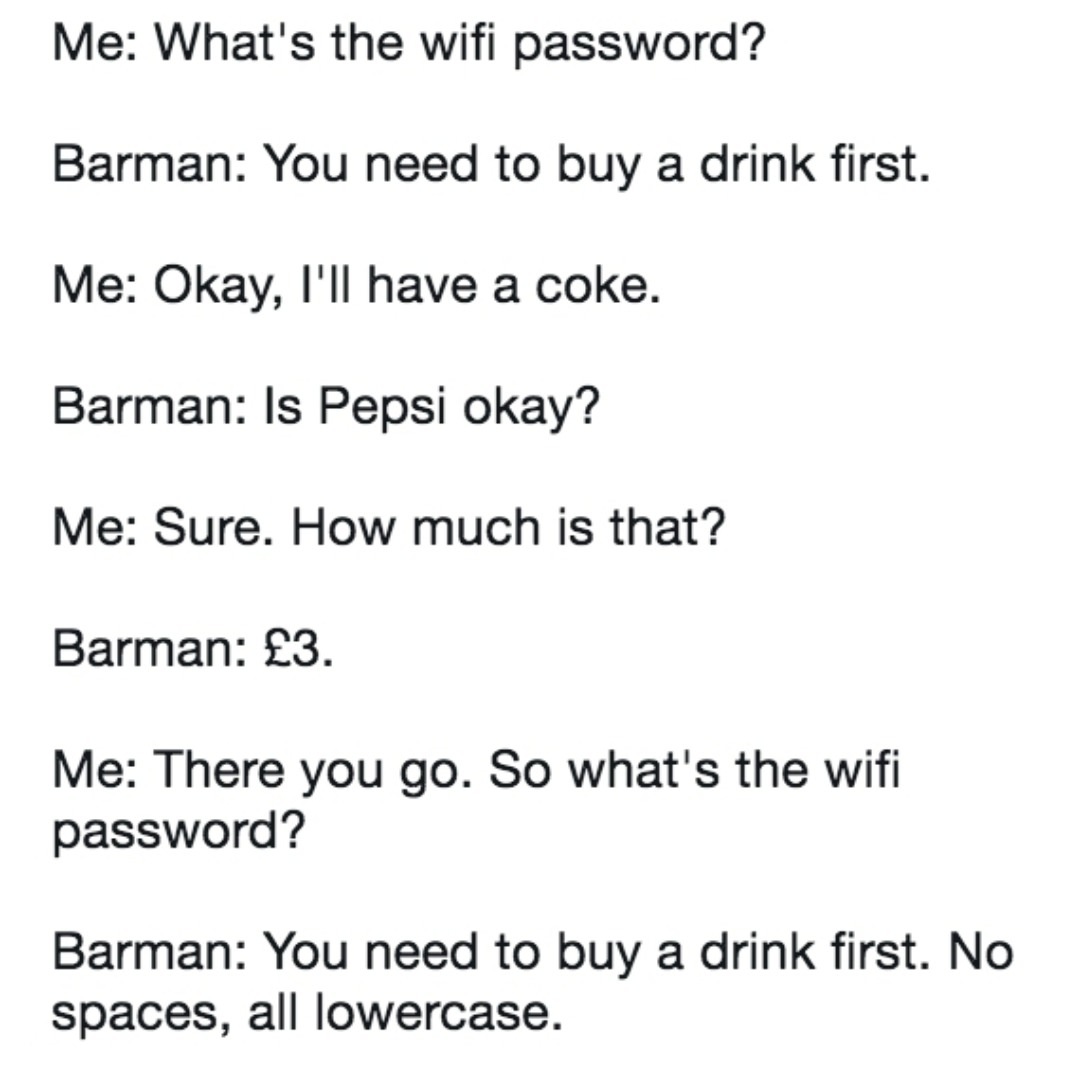 Me: What's the wifi password?
Barman: You need to buy a drink first.
Me: Okay, I'll have a coke.
Barman: Is Pepsi okay?
Me: Sure. How much is that?
Barman: £3.
Me: There you go. So what's the wifi
password?
Barman: You need to buy a drink first. No
spaces, all lowercase.